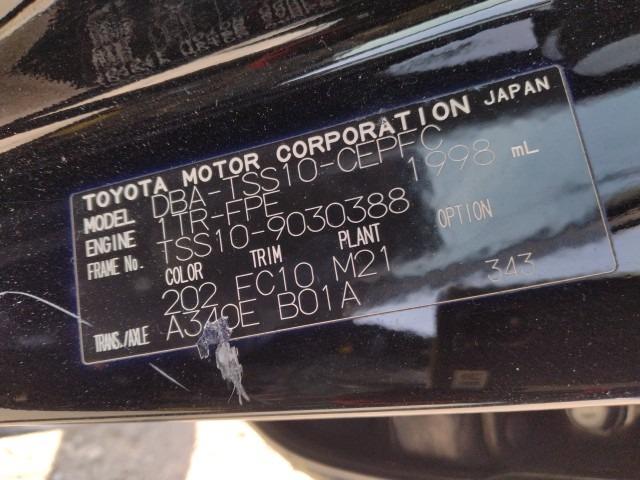 TOYOTA MOTOR CORPORATION JAPAN
MODEL DBA-TSS10-CEPFC
ENGINE 1TR-FPE 1998 mL
FRAME No. TSS10-9030388
COLOR TRIM PLANT OPTION
202 FC10 M21 343
TRANS./AXLE A340E B01A